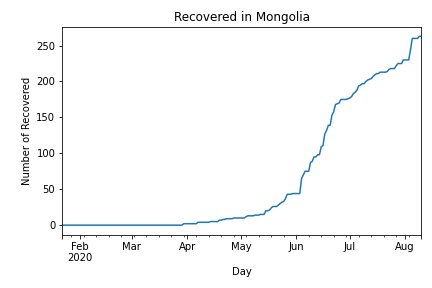 Recovered in Mongolia
Number of Recovered
250
200
150
100
50
0
Feb Mar Apr May Jun Jul Aug
2020
Day